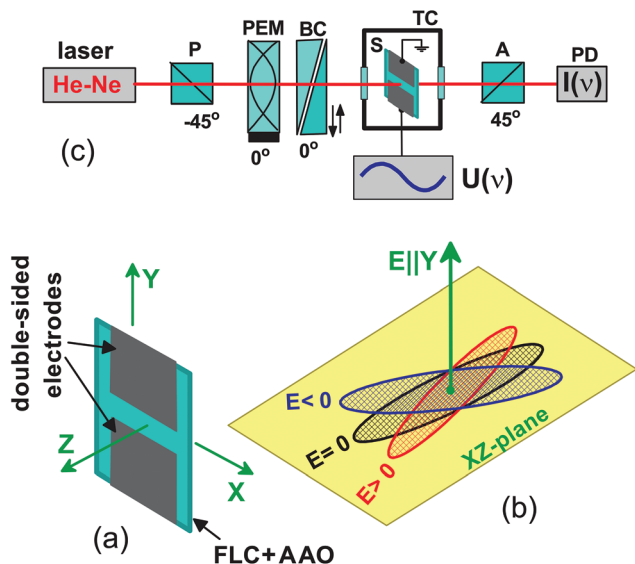 laser
He-Ne
P
-45°
PEM
0°
BC
0°
TC
S
A
45°
PD
I(ν)
U(ν)
(c)
double-sided
electrodes
Y
Z
X
(a)
FLC+AAO
E||Y
E< 0
E= 0
E> 0
XZ-plane
(b)